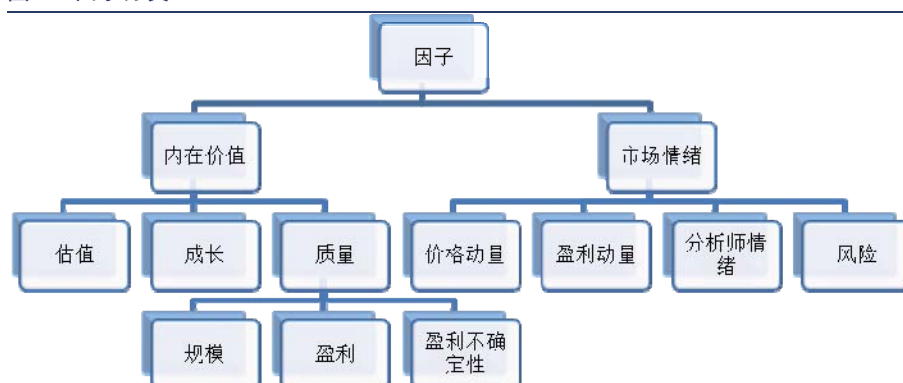 因子
内在价值
市场情绪
估值
成长
质量
价格动量
盈利动量
分析师情
绪
风险
规模
盈利
盈利不确
定性